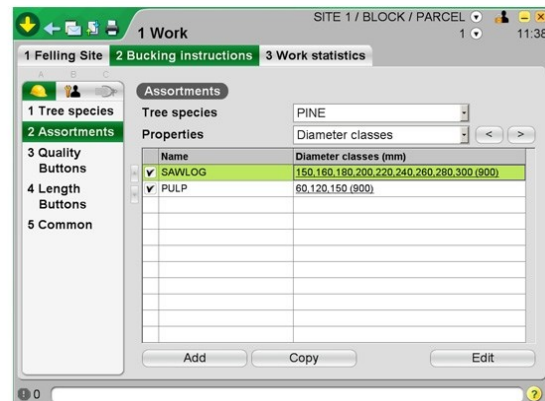 1 Work
SITE 1 / BLOCK / PARCEL
1
11:38
1 Felling Site
2 Bucking instructions
3 Work statistics
A B C
1 Tree species
2 Assortments
3 Quality
Buttons
4 Length
Buttons
5 Common
Assortments
Tree species
PINE
Properties
Diameter classes
< >
Name
Diameter classes (mm)
SAWLOG
150,160,180,200,220,240,260,280,300 (900)
PULP
60,120,150 (900)
Add
Copy
Edit
0
?